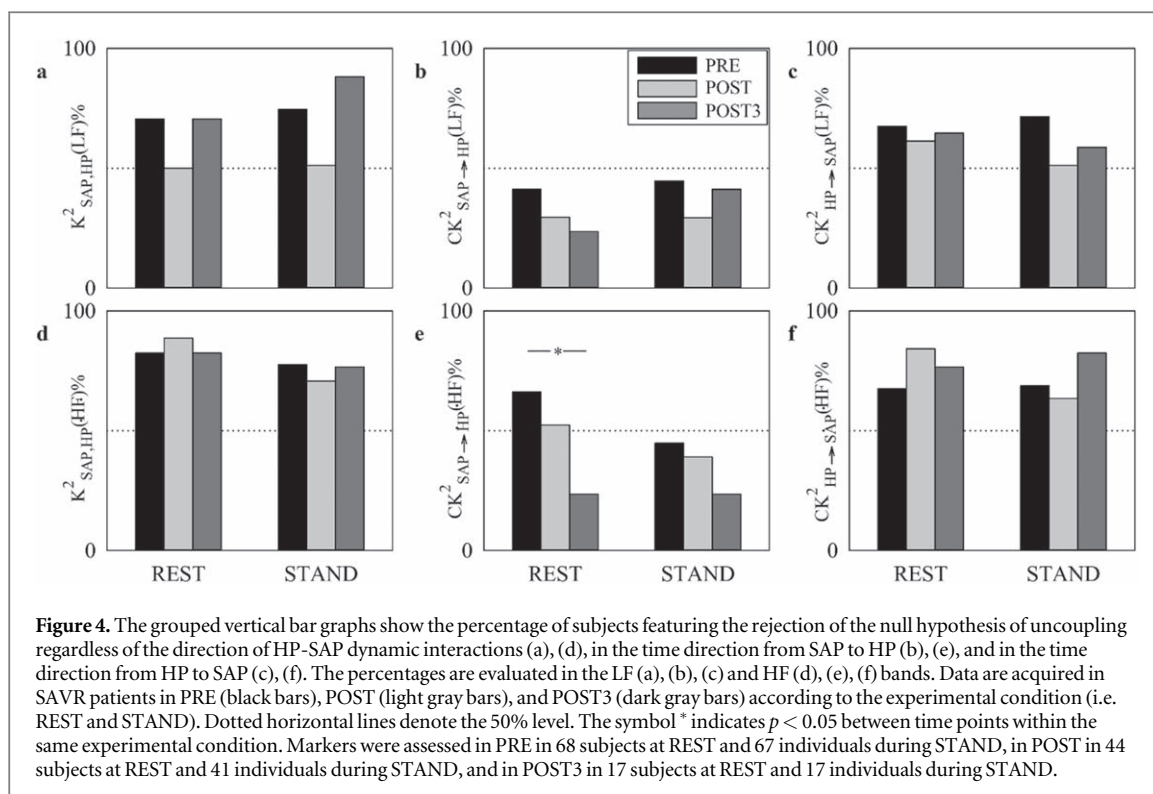 100
a
K²SAP,HP(LF)%
0
100
b
CK²SAP→HP(LF)%
0
PRE
POST
POST3
100
c
CK²HP→SAP(LF)%
0
100
d
K²SAP,HP(HF)%
0
REST STAND
100
e
CK²SAP→HP(HF)%
*
0
REST STAND
100
f
CK²HP→SAP(HF)%
0
REST STAND
Figure 4. The grouped vertical bar graphs show the percentage of subjects featuring the rejection of the null hypothesis of uncoupling
regardless of the direction of HP-SAP dynamic interactions (a), (d), in the time direction from SAP to HP (b), (e), and in the time
direction from HP to SAP (c), (f). The percentages are evaluated in the LF (a), (b), (c) and HF (d), (e), (f) bands. Data are acquired in
SAVR patients in PRE (black bars), POST (light gray bars), and POST3 (dark gray bars) according to the experimental condition (i.e.
REST and STAND). Dotted horizontal lines denote the 50% level. The symbol * indicates p < 0.05 between time points within the
same experimental condition. Markers were assessed in PRE in 68 subjects at REST and 67 individuals during STAND, in POST in 44
subjects at REST and 41 individuals during STAND, and in POST3 in 17 subjects at REST and 17 individuals during STAND.